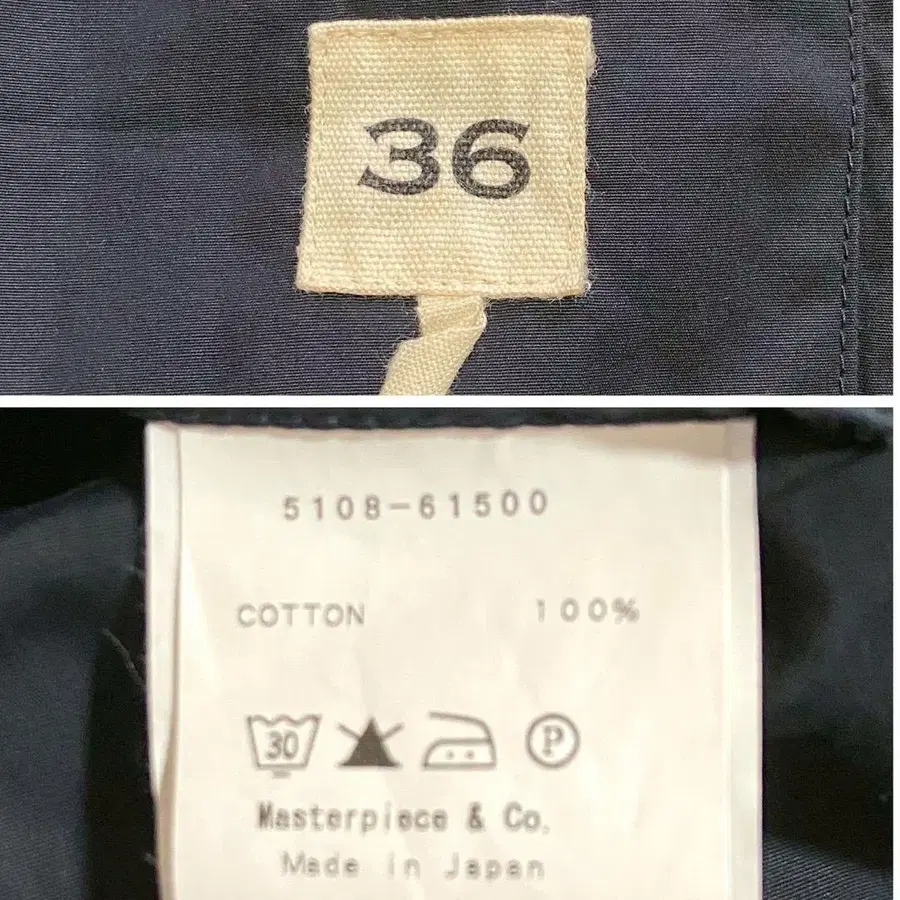 36
5108-61500
COTTON 100%
30 P
Masterpiece & Co.
Made in Japan